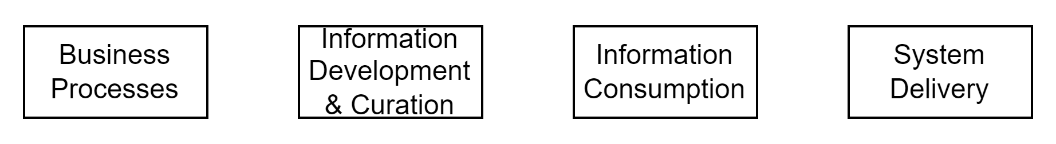 Business
Processes
Information
Development
& Curation
Information
Consumption
System
Delivery